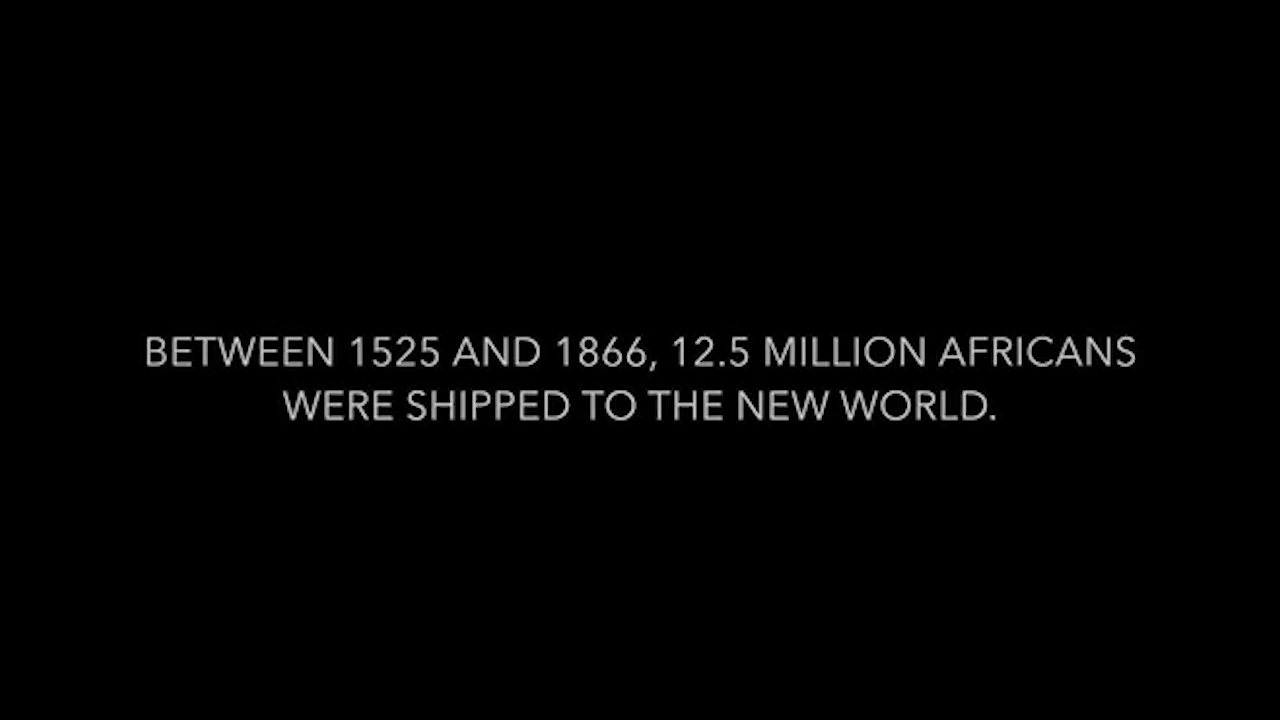 BETWEEN 1525 AND 1866, 12.5 MILLION AFRICANS
WERE SHIPPED TO THE NEW WORLD.